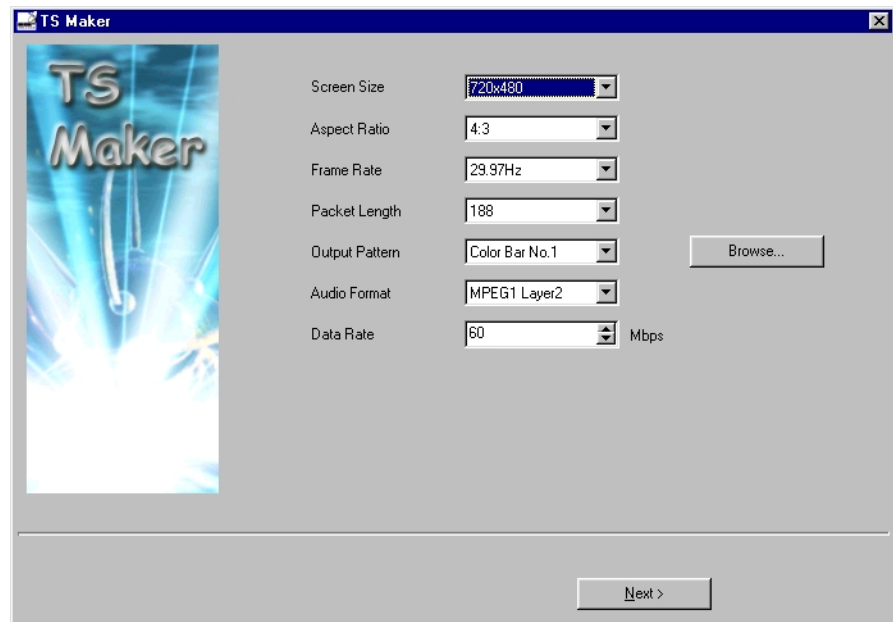 TS Maker
TS
Maker
Screen Size 720x480
Aspect Ratio 4:3
Frame Rate 29.97Hz
Packet Length 188
Output Pattern Color Bar No.1 Browse...
Audio Format MPEG1 Layer2
Data Rate 60 Mbps
Next >